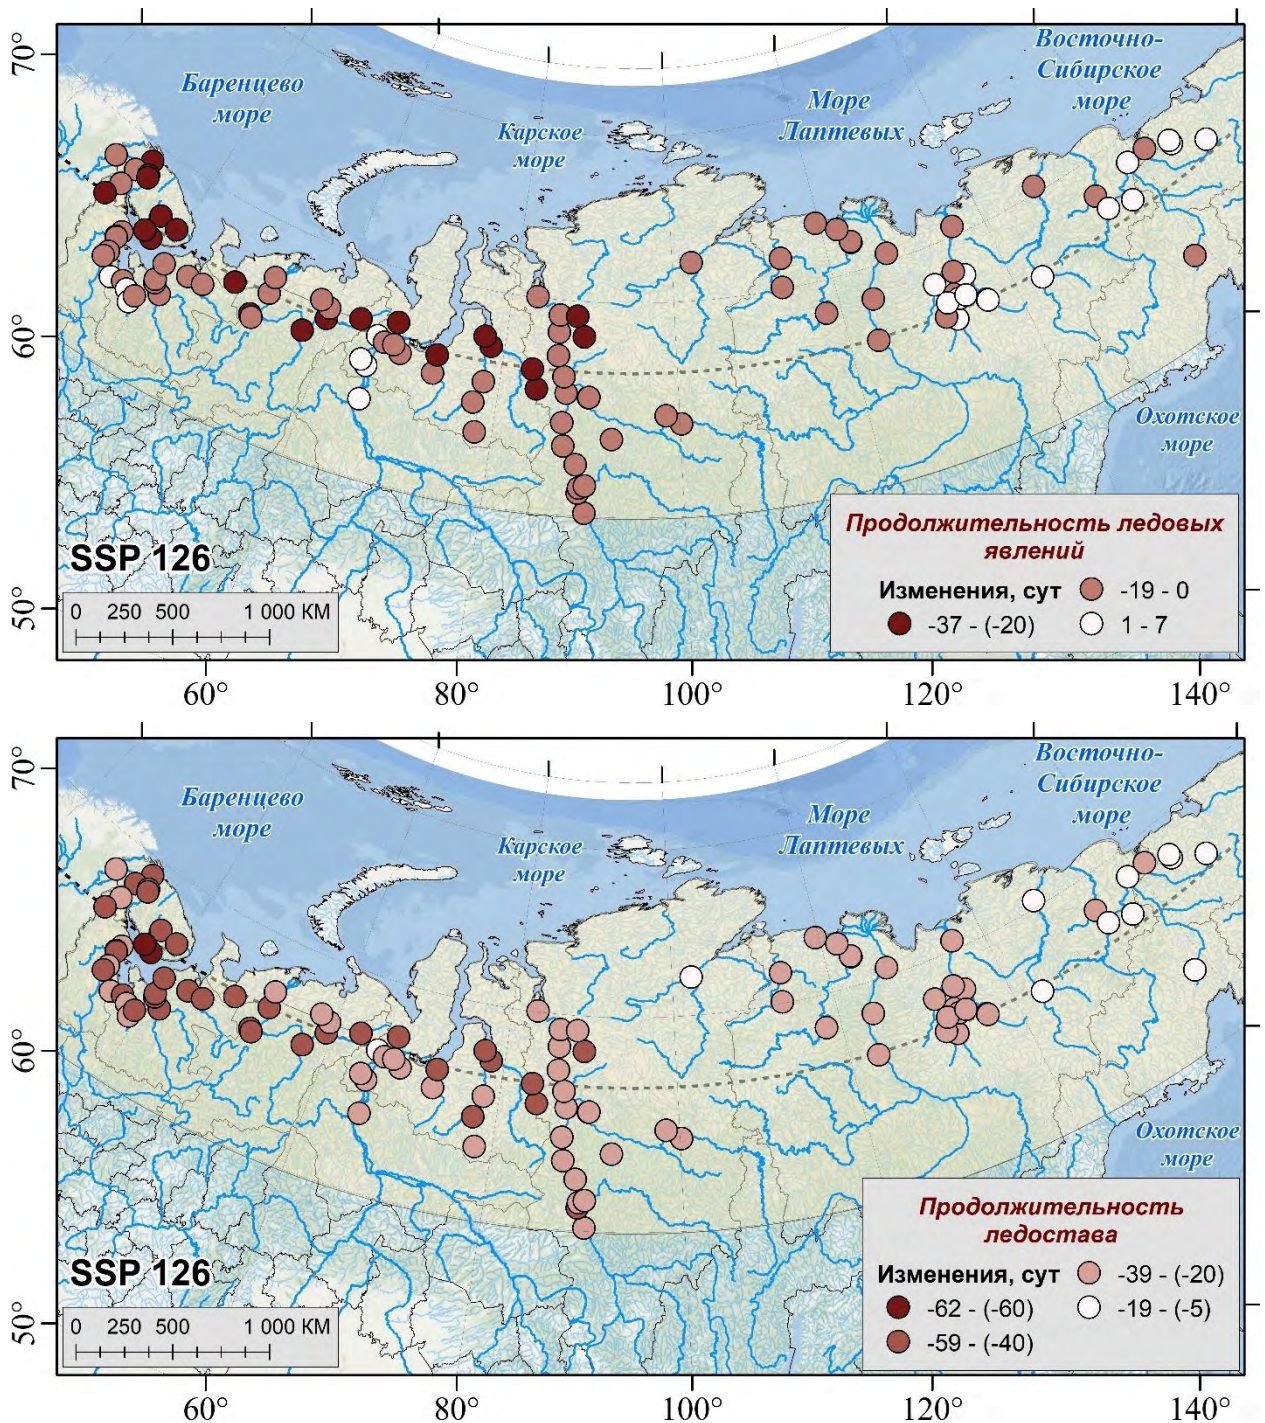 70°
60°
50°
Баренцево
море
Карское
море
Море
Лаптевых
Восточно-
Сибирское
море
Охотское
море
SSP 126
0 250 500 1 000 КМ
Продолжительность ледовых
явлений
Изменения, сут -19 - 0
-37 - (-20) 1 - 7
60° 80° 100° 120° 140°
70°
60°
50°
Баренцево
море
Карское
море
Море
Лаптевых
Восточно-
Сибирское
море
Охотское
море
SSP 126
0 250 500 1 000 КМ
Продолжительность
ледостава
Изменения, сут -39 - (-20)
-62 - (-60) -19 - (-5)
-59 - (-40)
60° 80° 100° 120° 140°